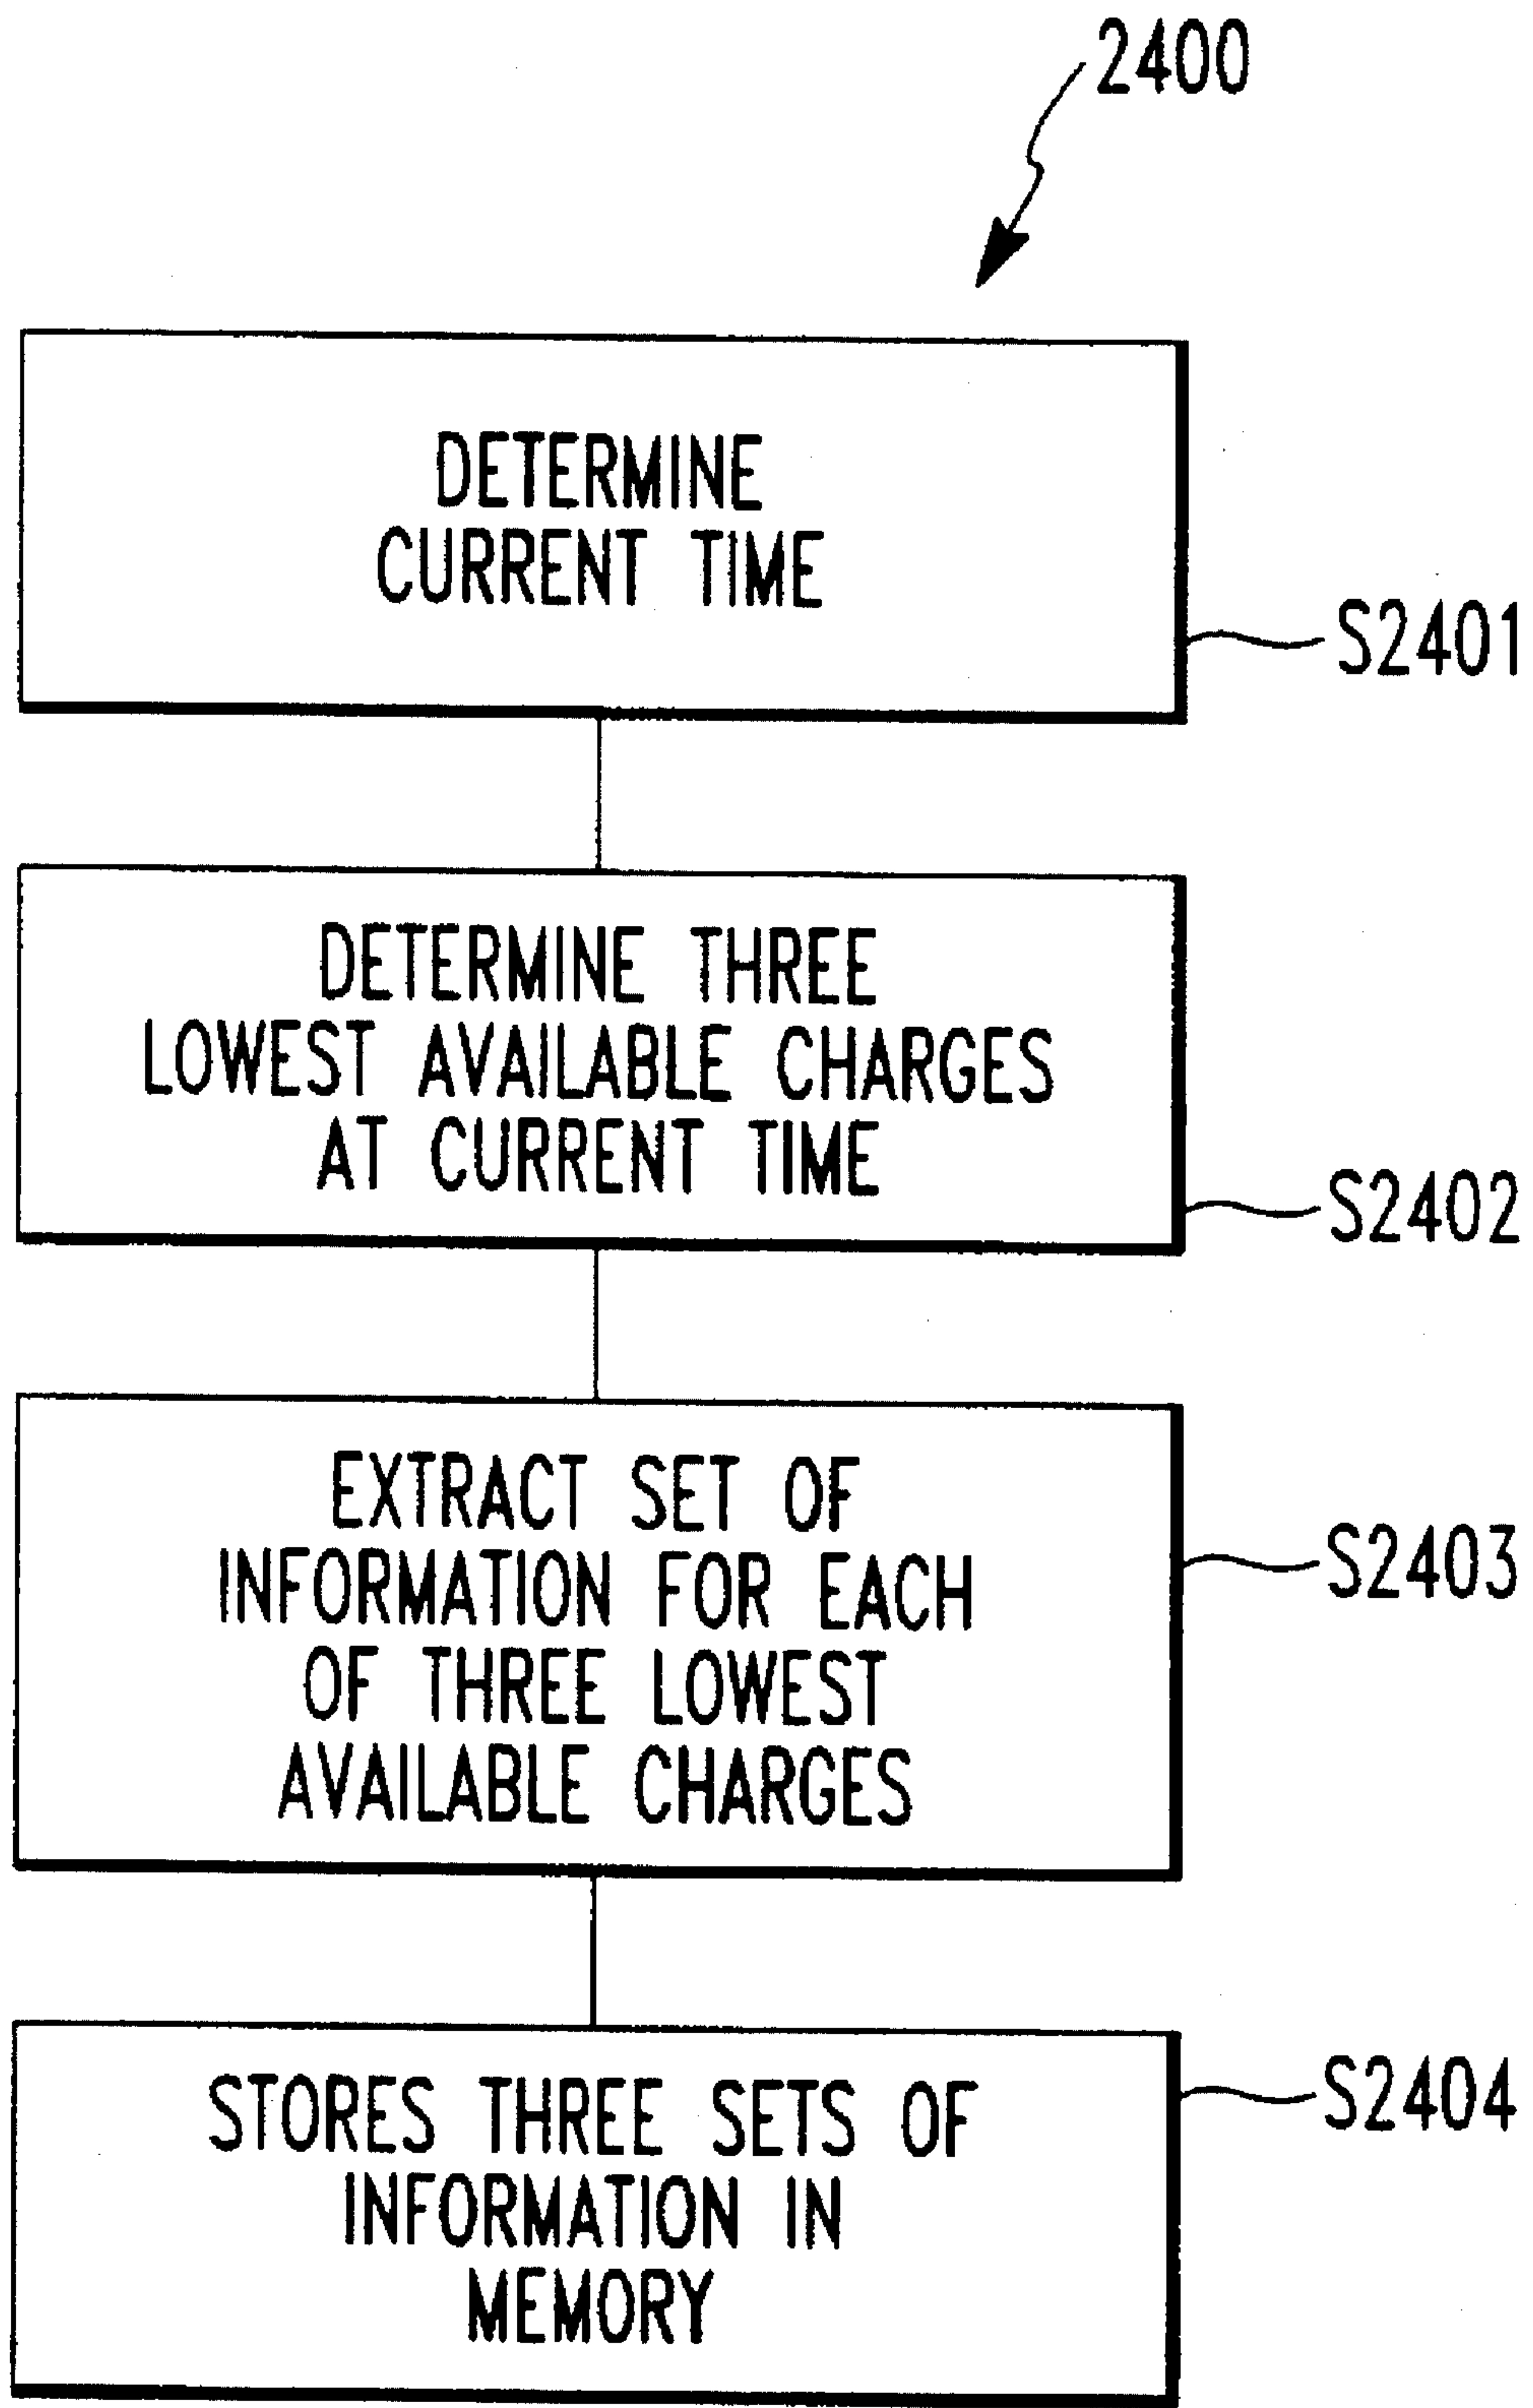 2400
DETERMINE
CURRENT TIME
S2401
DETERMINE THREE
LOWEST AVAILABLE CHARGES
AT CURRENT TIME
S2402
EXTRACT SET OF
INFORMATION FOR EACH
OF THREE LOWEST
AVAILABLE CHARGES
S2403
STORES THREE SETS OF
INFORMATION IN
MEMORY
S2404